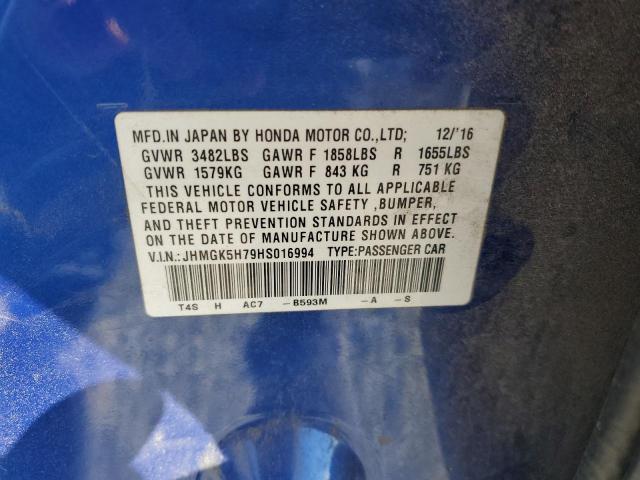 MFD.IN JAPAN BY HONDA MOTOR CO.,LTD; 12/'16
GVWR 3482LBS GAWR F 1858LBS R 1655LBS
GVWR 1579KG GAWR F 843 KG R 751 KG
THIS VEHICLE CONFORMS TO ALL APPLICABLE
FEDERAL MOTOR VEHICLE SAFETY ,BUMPER,
AND THEFT PREVENTION STANDARDS IN EFFECT
ON THE DATE OF MANUFACTURE SHOWN ABOVE.
V.I.N.: JHMGK5H79HS016994 TYPE:PASSENGER CAR
T4S H AC7 -B593M -A -S